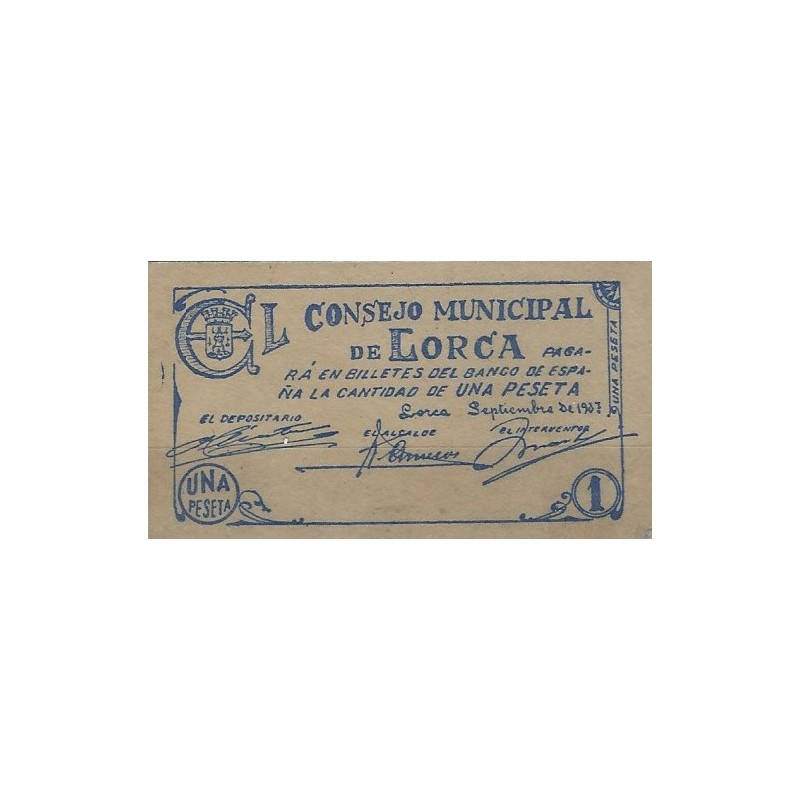 EL CONSEJO MUNICIPAL
DE LORCA PAGA-
RÁ EN BILLETES DEL BANCO DE ESPA-
ÑA LA CANTIDAD DE UNA PESETA
Lorca Septiembre de 1937
EL DEPOSITARIO
EL ALCALDE
EL INTERVENTOR
UNA
PESETA
1
UNA PESETA